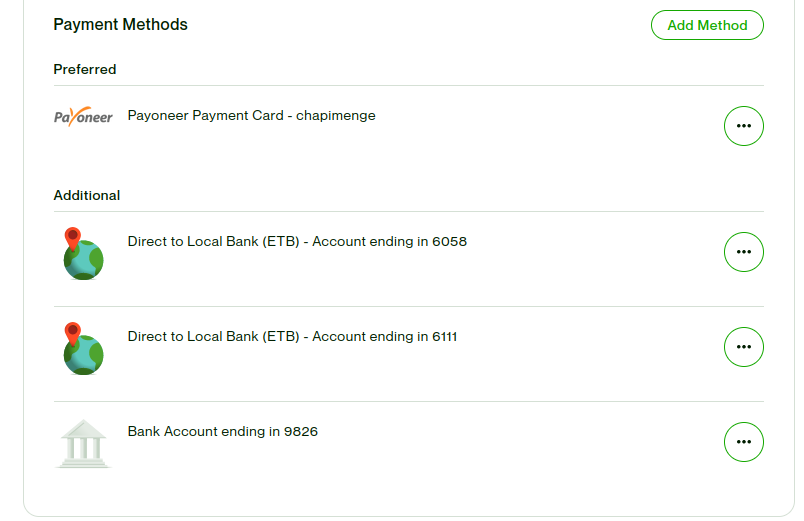 Payment Methods
Add Method
Preferred
Payoneer
Payoneer Payment Card - chapimenge
Additional
Direct to Local Bank (ETB) - Account ending in 6058
Direct to Local Bank (ETB) - Account ending in 6111
Bank Account ending in 9826